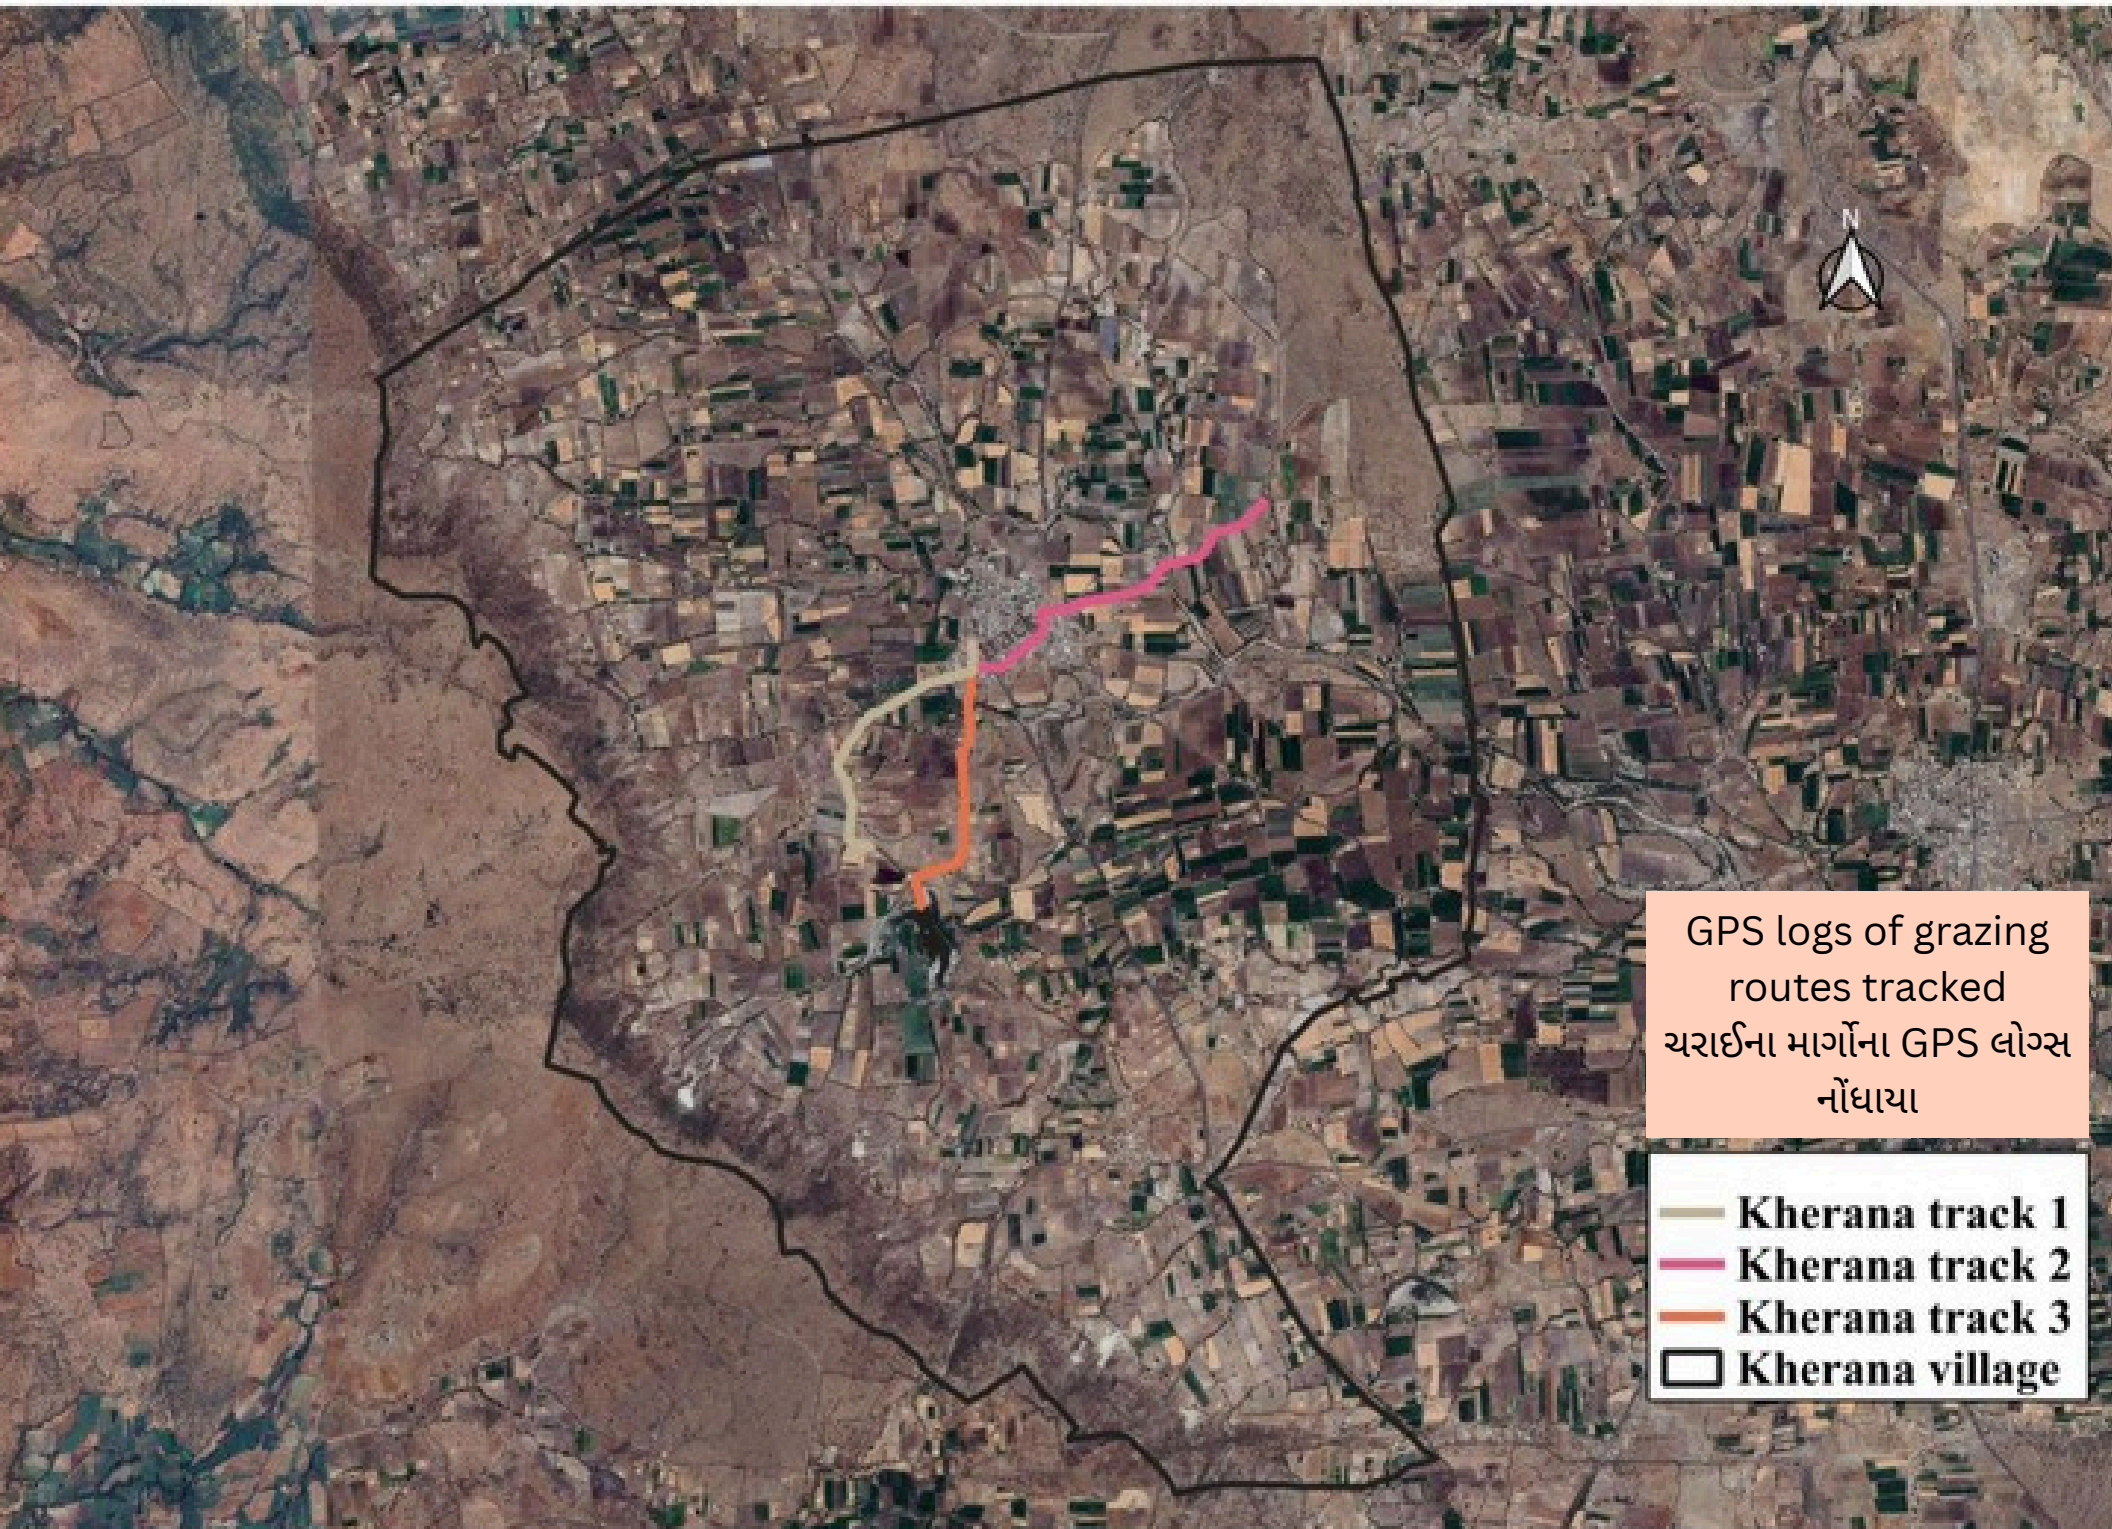 N
GPS logs of grazing
routes tracked
ચરાઈના માર્ગોના GPS લોગ્સ
નોંધાયા
Kherana track 1
Kherana track 2
Kherana track 3
Kherana village